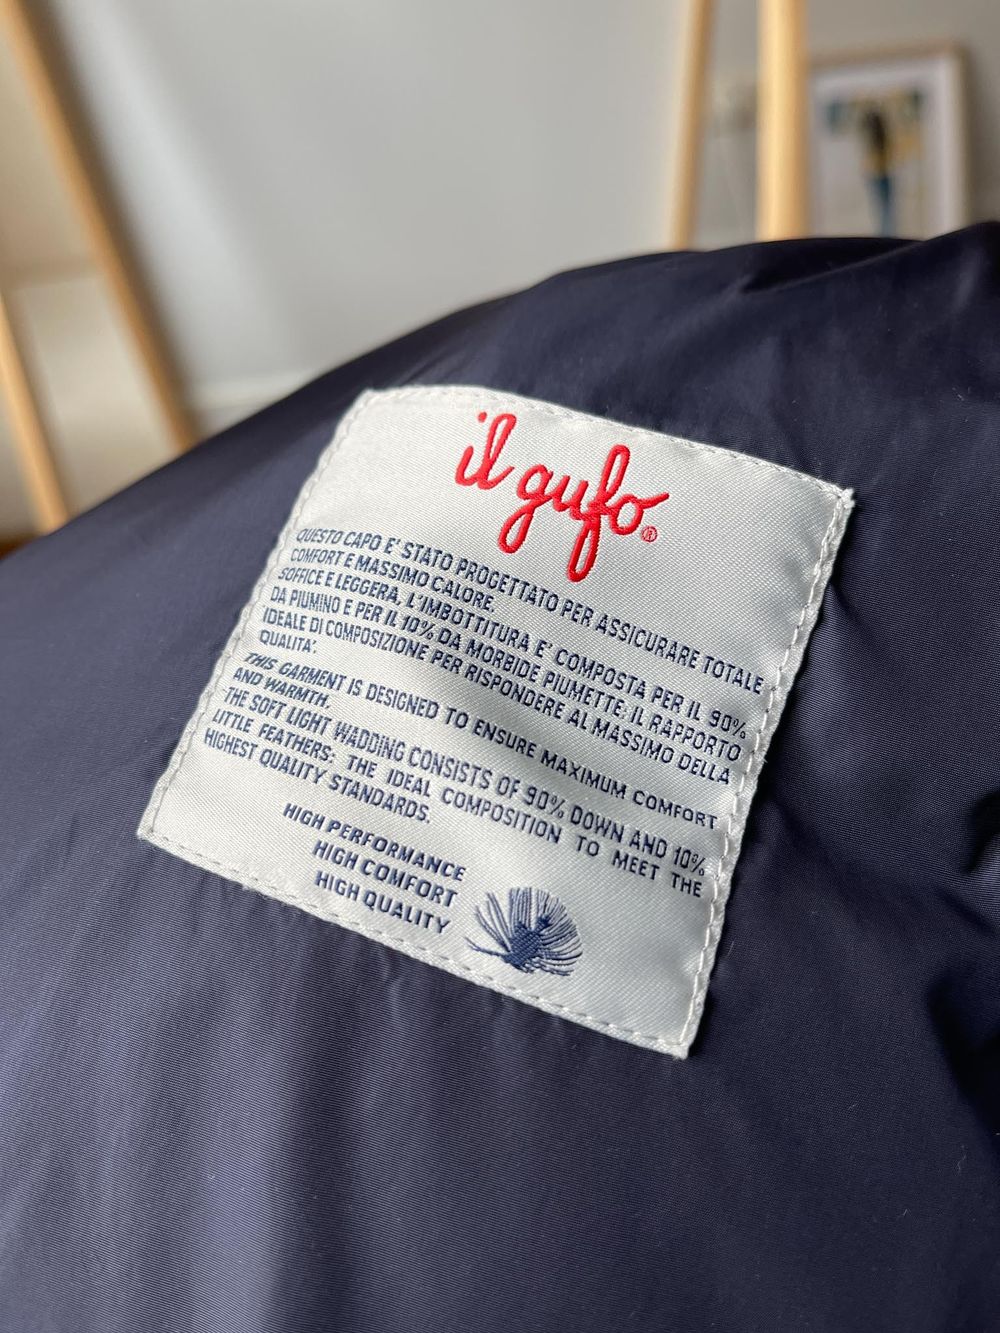 il gufo®
QUESTO CAPO E' STATO PROGETTATO PER ASSICURARE TOTALE
COMFORT E MASSIMO CALORE.
SOFFICE E LEGGERA, L'IMBOTTITURA E' COMPOSTA PER IL 90%
DA PIUMINO E PER IL 10% DA MORBIDE PIUMETTE: IL RAPPORTO
IDEALE DI COMPOSIZIONE PER RISPONDERE AL MASSIMO DELLA
QUALITA'.
THIS GARMENT IS DESIGNED TO ENSURE MAXIMUM COMFORT
AND WARMTH.
THE SOFT LIGHT WADDING CONSISTS OF 90% DOWN AND 10%
LITTLE FEATHERS: THE IDEAL COMPOSITION TO MEET THE
HIGHEST QUALITY STANDARDS.
HIGH PERFORMANCE
HIGH COMFORT
HIGH QUALITY